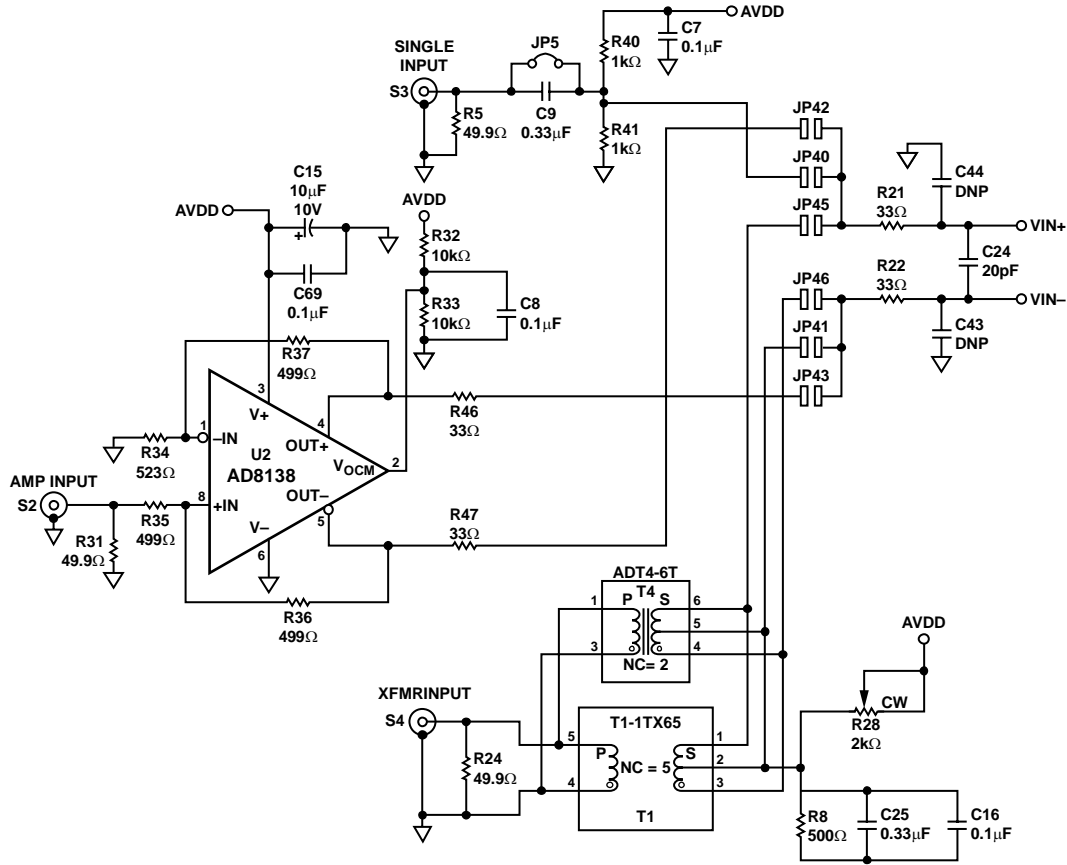 AVDD
C7
0.1μF
R40
1kΩ
JP5
SINGLE
INPUT
S3
R5
49.9Ω
C9
0.33μF
R41
1kΩ
JP42
JP40
JP45
C44
DNP
R21
33Ω
VIN+
C24
20pF
C15
10μF
10V
+
AVDD
C69
0.1μF
AVDD
R32
10kΩ
R33
10kΩ
C8
0.1μF
JP46
R22
33Ω
VIN–
JP41
C43
DNP
JP43
R37
499Ω
3
V+
1
–IN
4
OUT+
R46
33Ω
R34
523Ω
U2
AD8138
VOCM
2
AMP INPUT
S2
8
+IN
OUT–
5
R35
499Ω
R31
49.9Ω
V–
6
R47
33Ω
R36
499Ω
ADT4-6T
T4
1
P
S
6
5
3
4
NC= 2
AVDD
CW
R28
2kΩ
XFMRINPUT
S4
R24
49.9Ω
T1-1TX65
5
P
S
1
NC = 5
2
4
3
T1
R8
500Ω
C25
0.33μF
C16
0.1μF